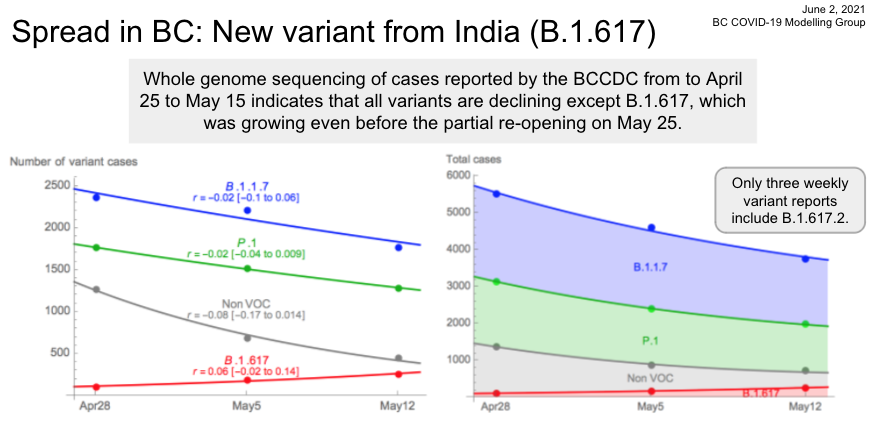 June 2, 2021
BC COVID-19 Modelling Group
Spread in BC: New variant from India (B.1.617)
Whole genome sequencing of cases reported by the BCCDC from to April
25 to May 15 indicates that all variants are declining except B.1.617, which
was growing even before the partial re-opening on May 25.
Number of variant cases
2500
2000
1500
1000
500
B.1.1.7
r = -0.02 [-0.1 to 0.06]
P.1
r = -0.02 [-0.04 to 0.009]
Non VOC
r = -0.08 [-0.17 to 0.014]
B.1.617
r = 0.06 [-0.02 to 0.14]
Apr28
May5
May12
Total cases
6000
5000
4000
3000
2000
1000
Only three weekly
variant reports
include B.1.617.2.
B.1.1.7
P.1
Non VOC
B.1.617
Apr28
May5
May12